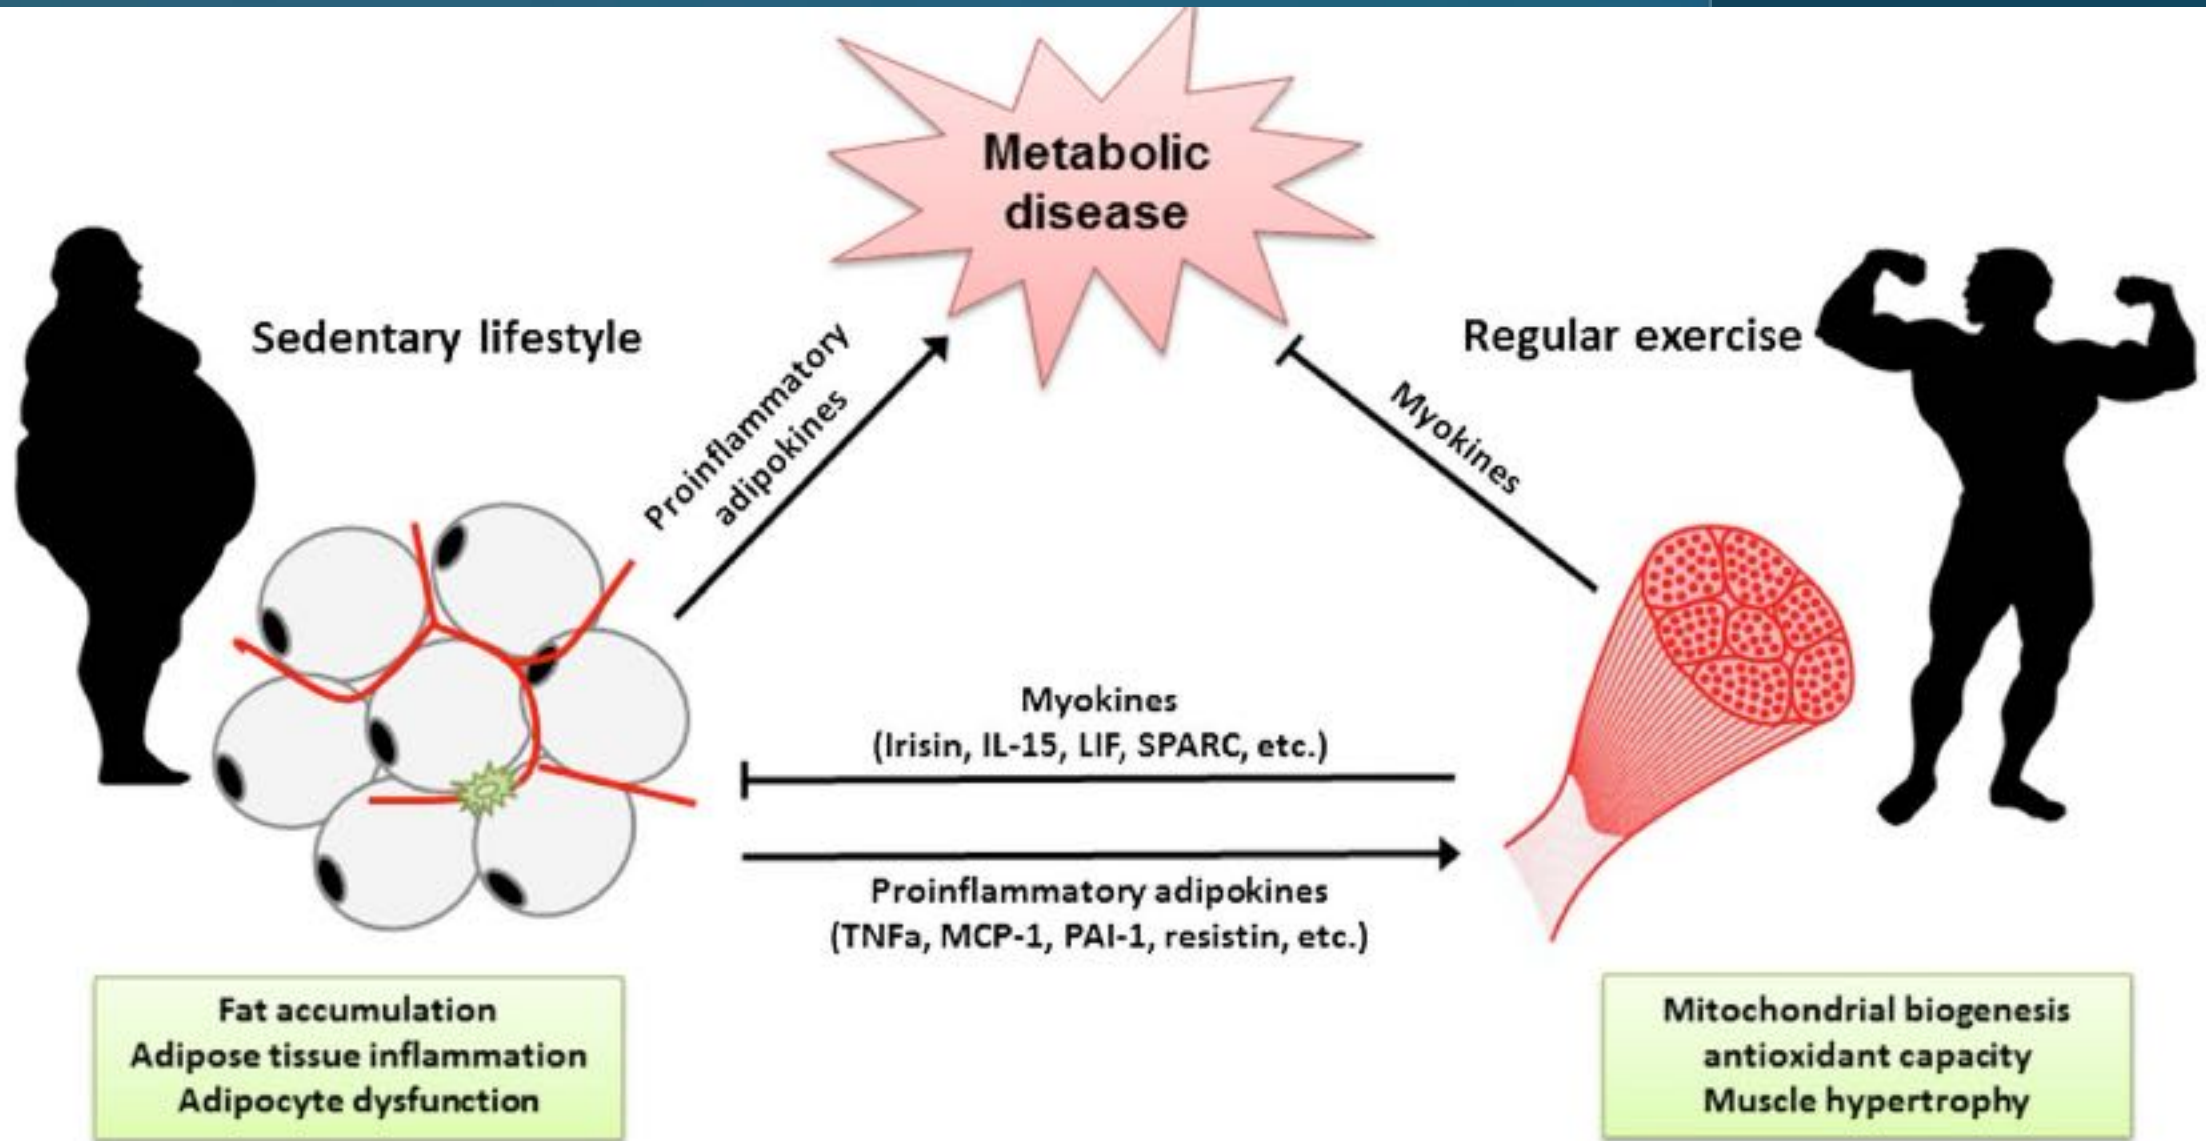 Metabolic
disease
Sedentary lifestyle
Regular exercise
Proinflammatory
adipokines
Myokines
Myokines
(Irisin, IL-15, LIF, SPARC, etc.)
Proinflammatory adipokines
(TNFa, MCP-1, PAI-1, resistin, etc.)
Fat accumulation
Adipose tissue inflammation
Adipocyte dysfunction
Mitochondrial biogenesis
antioxidant capacity
Muscle hypertrophy